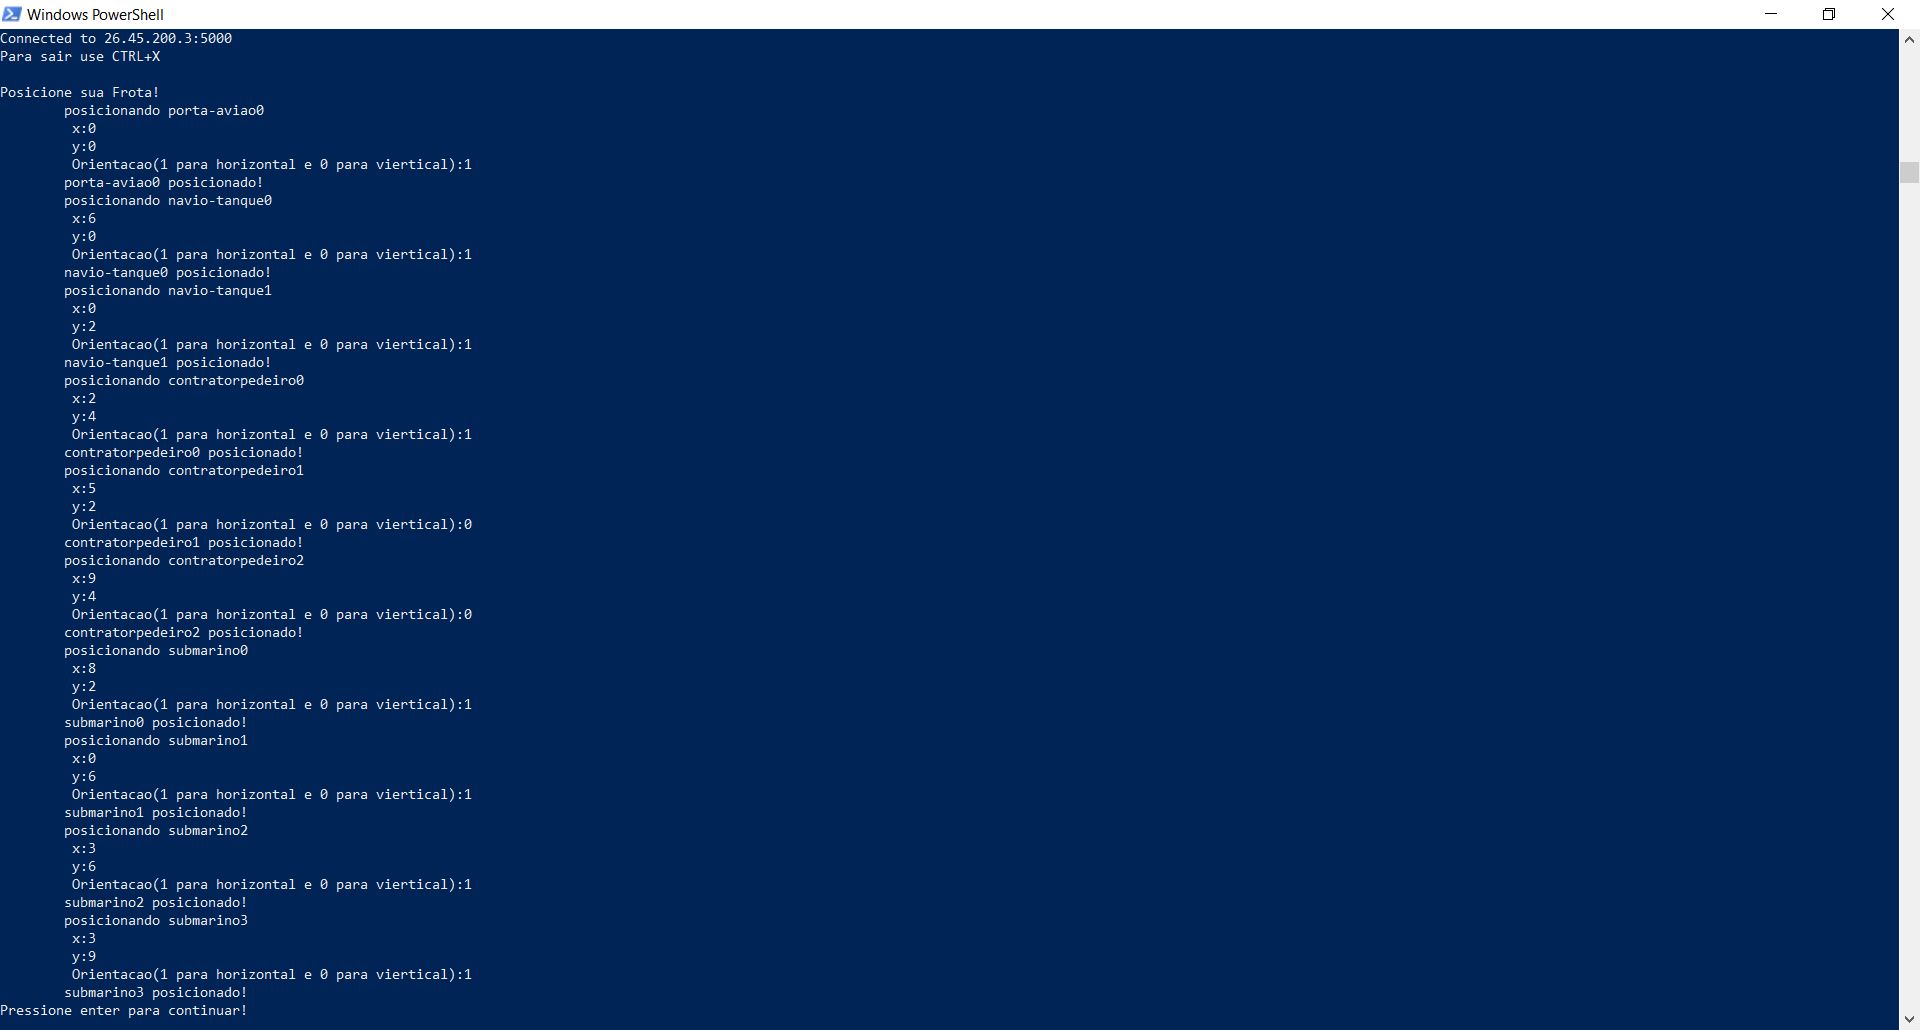 Windows PowerShell
Connected to 26.45.200.3:5000
Para sair use CTRL+X
Posicione sua Frota!
posicionando porta-aviao0
x:0
y:0
Orientacao(1 para horizontal e 0 para viertical):1
porta-aviao0 posicionado!
posicionando navio-tanque0
x:6
y:0
Orientacao(1 para horizontal e 0 para viertical):1
navio-tanque0 posicionado!
posicionando navio-tanque1
x:0
y:2
Orientacao(1 para horizontal e 0 para viertical):1
navio-tanque1 posicionado!
posicionando contratorpedeiro0
x:2
y:4
Orientacao(1 para horizontal e 0 para viertical):1
contratorpedeiro0 posicionado!
posicionando contratorpedeiro1
x:5
y:2
Orientacao(1 para horizontal e 0 para viertical):0
contratorpedeiro1 posicionado!
posicionando contratorpedeiro2
x:9
y:4
Orientacao(1 para horizontal e 0 para viertical):0
contratorpedeiro2 posicionado!
posicionando submarino0
x:8
y:2
Orientacao(1 para horizontal e 0 para viertical):1
submarino0 posicionado!
posicionando submarino1
x:0
y:6
Orientacao(1 para horizontal e 0 para viertical):1
submarino1 posicionado!
posicionando submarino2
x:3
y:6
Orientacao(1 para horizontal e 0 para viertical):1
submarino2 posicionado!
posicionando submarino3
x:3
y:9
Orientacao(1 para horizontal e 0 para viertical):1
submarino3 posicionado!
Pressione enter para continuar!